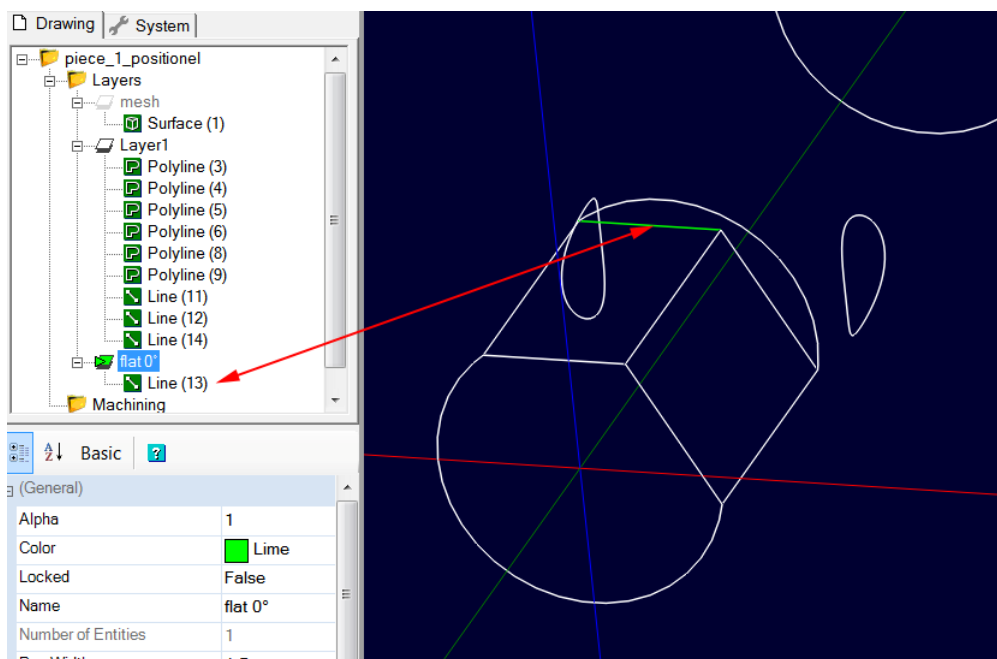 Drawing System
piece_1_positionel
Layers
mesh
Surface (1)
Layer1
Polyline (3)
Polyline (4)
Polyline (5)
Polyline (6)
Polyline (8)
Polyline (9)
Line (11)
Line (12)
Line (14)
flat 0°
Line (13)
Machining
Basic
(General)
Alpha 1
Color Lime
Locked False
Name flat 0°
Number of Entities 1